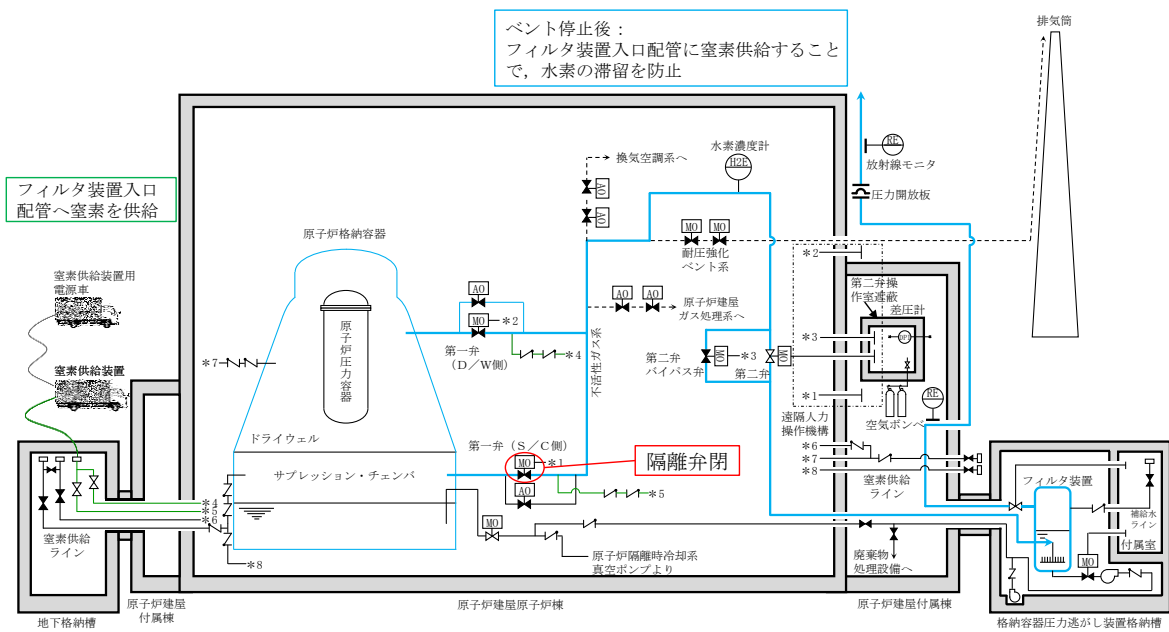 ベント停止後：
フィルタ装置入口配管に窒素供給すること
で，水素の滞留を防止
排気筒
フィルタ装置入口
配管へ窒素を供給
換気空調系へ
水素濃度計
H2E
RE
放射線モニタ
AO
AO
圧力開放板
原子炉格納容器
MO
MO
耐圧強化
ベント系
＊2
窒素供給装置用
電源車
第二弁操
作室遮蔽
差圧計
AO
AO
AO
原子炉建屋
ガス処理系へ
MO
＊2
＊3
DPI
原子炉圧力容器
第一弁
（D／W側）
＊4
不活性ガス系
第二弁
バイパス弁
MO
＊3
第二弁
MO
＊7
窒素供給装置
＊1
RE
遠隔人力
操作機構
空気ボンベ
ドライウェル
第一弁（S／C側）
MO
＊1
隔離弁閉
＊6
＊7
＊8
サプレッション・チェンバ
AO
＊5
窒素供給
ライン
フィルタ装置
＊4
＊5
＊6
補給水
ライン
MO
付属室
窒素供給
ライン
＊8
原子炉隔離時冷却系
真空ポンプより
廃棄物
処理設備へ
MO
地下格納槽
原子炉建屋
付属棟
原子炉建屋原子炉棟
原子炉建屋付属棟
格納容器圧力逃がし装置格納槽